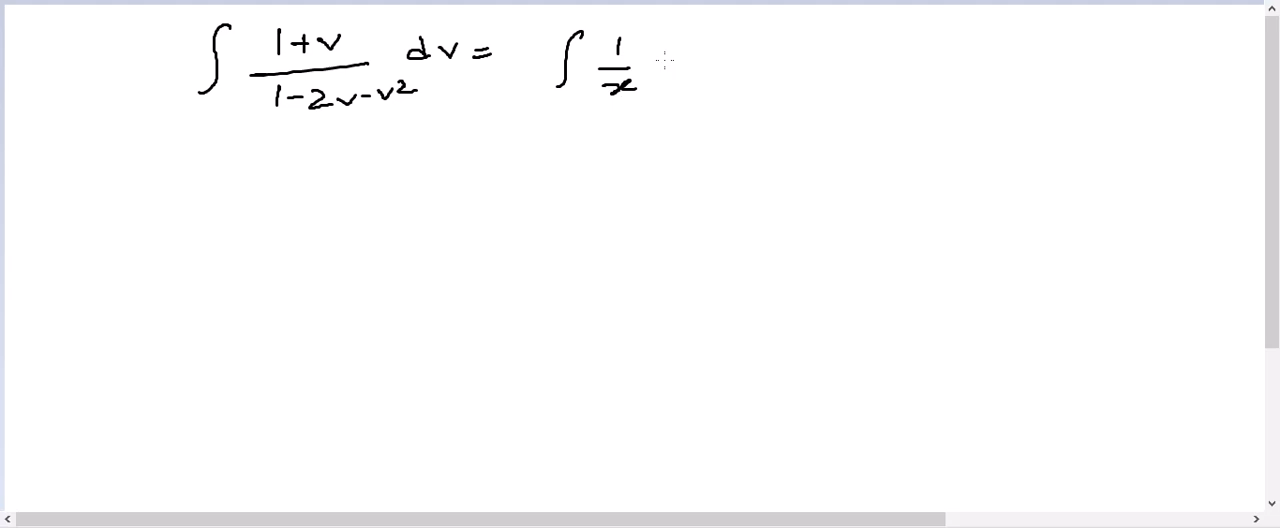 ∫ (1+v)/(1-2v-v²) dv = ∫ 1/x